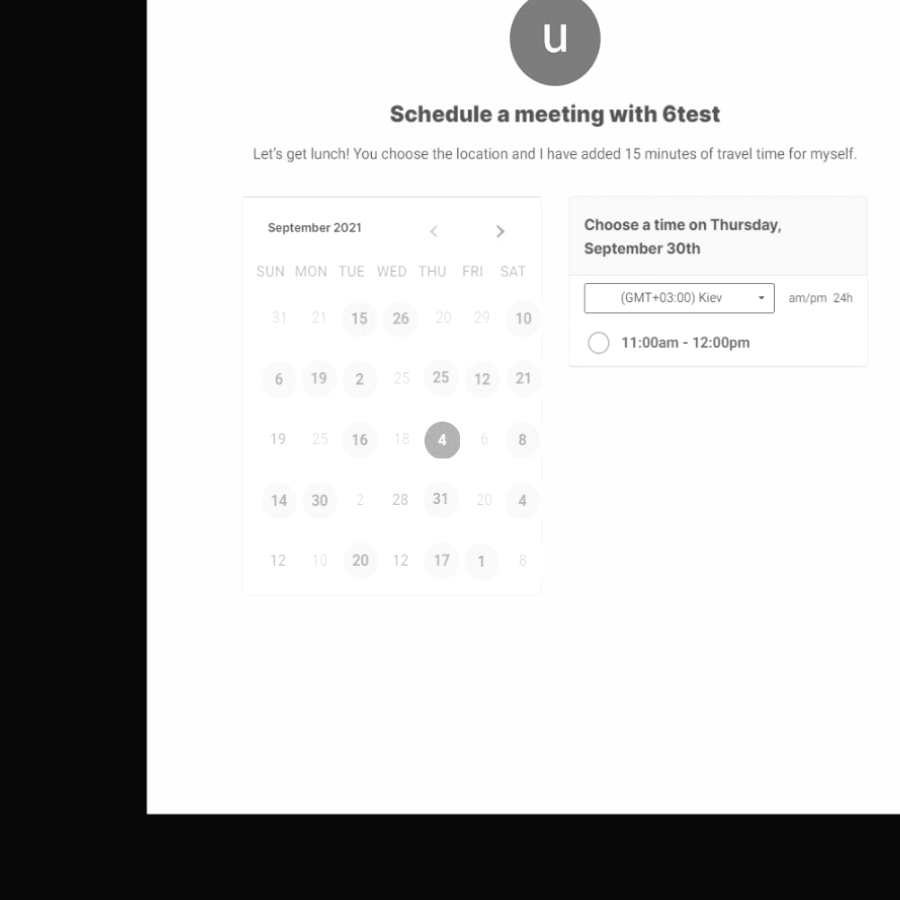 u
Schedule a meeting with 6test
Let's get lunch! You choose the location and I have added 15 minutes of travel time for myself.
September 2021
SUN MON TUE WED THU FRI SAT
31 21 15 26 20 29 10
6 19 2 25 25 12 21
19 25 16 18 4 6 8
14 30 2 28 31 20 4
12 10 20 12 17 1 8
Choose a time on Thursday,
September 30th
(GMT+03:00) Kiev am/pm 24h
11:00am - 12:00pm